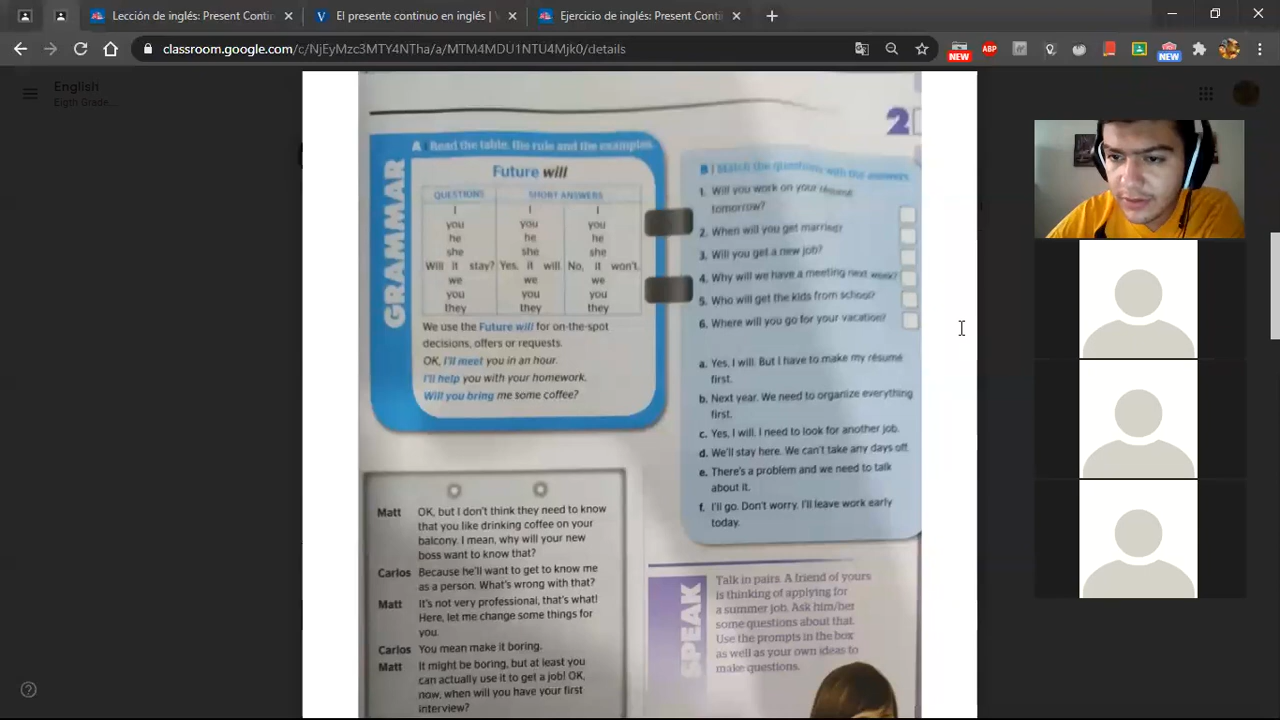 Lección de inglés: Present Conti
El presente continuo en inglés | V
Ejercicio de inglés: Present Conti
classroom.google.com/c/NjEyMzc3MTY4NTha/a/MTM4MDU1NTU4Mjk0/details
NEW
ABP
NEW
English
Eigth Grade...
2
GRAMMAR
A Read the table, the rule and the examples.
Future will
QUESTIONS SHORT ANSWERS
I I I
you you you
he he he
she she she
Will it stay? Yes, it will No, it won't.
we we we
you you you
they they they
We use the Future will for on-the-spot
decisions, offers or requests.
OK, I'll meet you in an hour.
I'll help you with your homework.
Will you bring me some coffee?
Matt OK, but I don't think they need to know
that you like drinking coffee on your
balcony. I mean, why will your new
boss want to know that?
Carlos Because he'll want to get to know me
as a person. What's wrong with that?
Matt It's not very professional, that's what!
Here, let me change some things for
you.
Carlos You mean make it boring.
Matt It might be boring, but at least you
can actually use it to get a job! OK,
now, when will you have your first
interview?
B Match the questions with the answers.
1. Will you work on your résumé
tomorrow?
2. When will you get married?
3. Will you get a new job?
4. Why will we have a meeting next week?
5. Who will get the kids from school?
6. Where will you go for your vacation?
a. Yes, I will. But I have to make my résumé
first.
b. Next year. We need to organize everything
first.
c. Yes, I will. I need to look for another job.
d. We'll stay here. We can't take any days off.
e. There's a problem and we need to talk
about it.
f. I'll go. Don't worry. I'll leave work early
today.
SPEAK
Talk in pairs. A friend of yours
is thinking of applying for
a summer job. Ask him/her
some questions about that.
Use the prompts in the box
as well as your own ideas to
make questions.